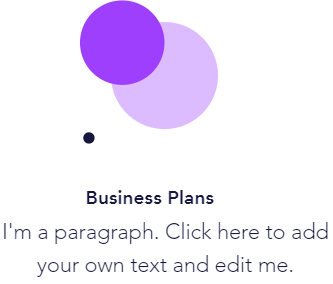 Business Plans
I'm a paragraph. Click here to add
your own text and edit me.